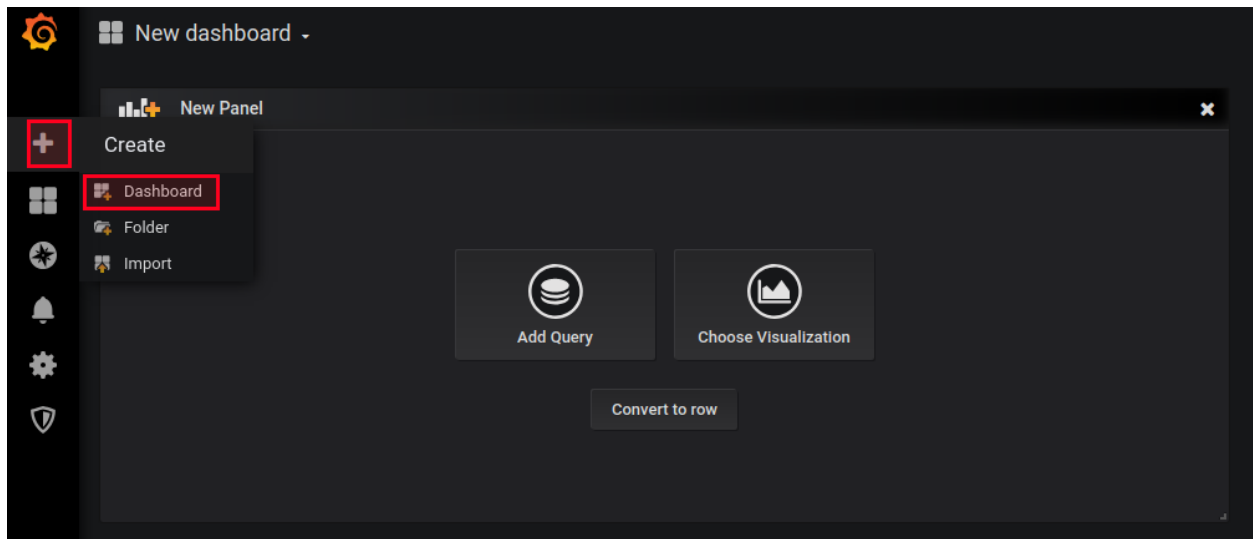 New dashboard
New Panel
Create
Dashboard
Folder
Import
Add Query
Choose Visualization
Convert to row